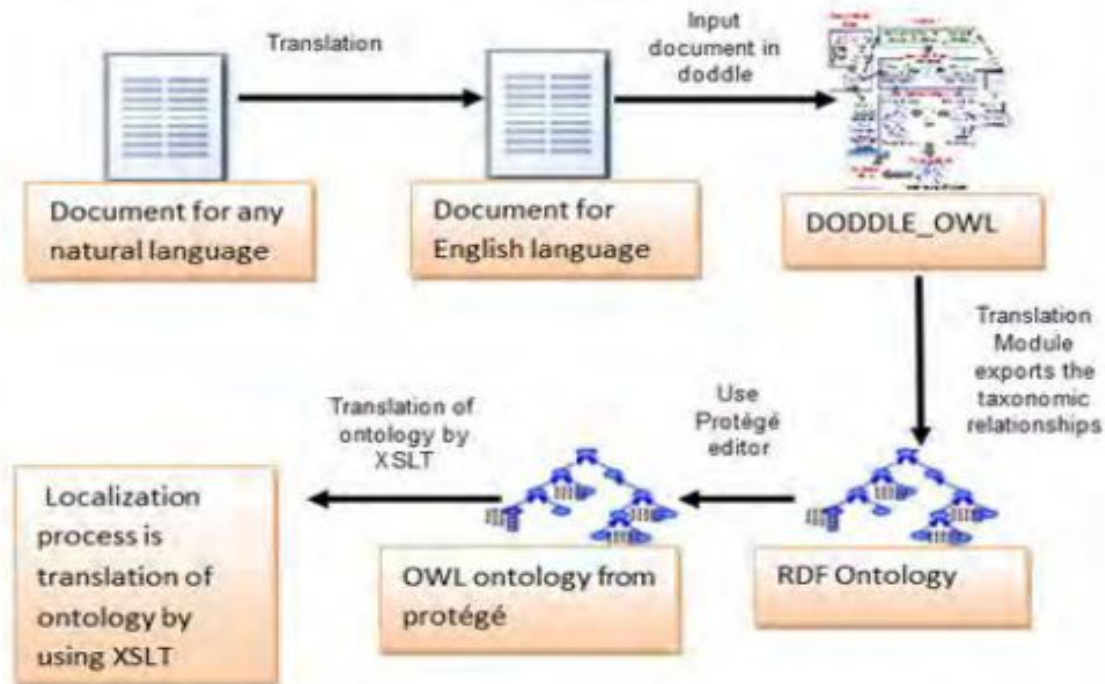 Translation
Input
document in
doddle
Document for any
natural language
Document for
English language
DODDLE_OWL
Translation
Module
exports the
taxonomic
relationships
Use
Protégé
editor
Translation of
ontology by
XSLT
Localization
process is
translation of
ontology by
using XSLT
OWL ontology from
protégé
RDF Ontology